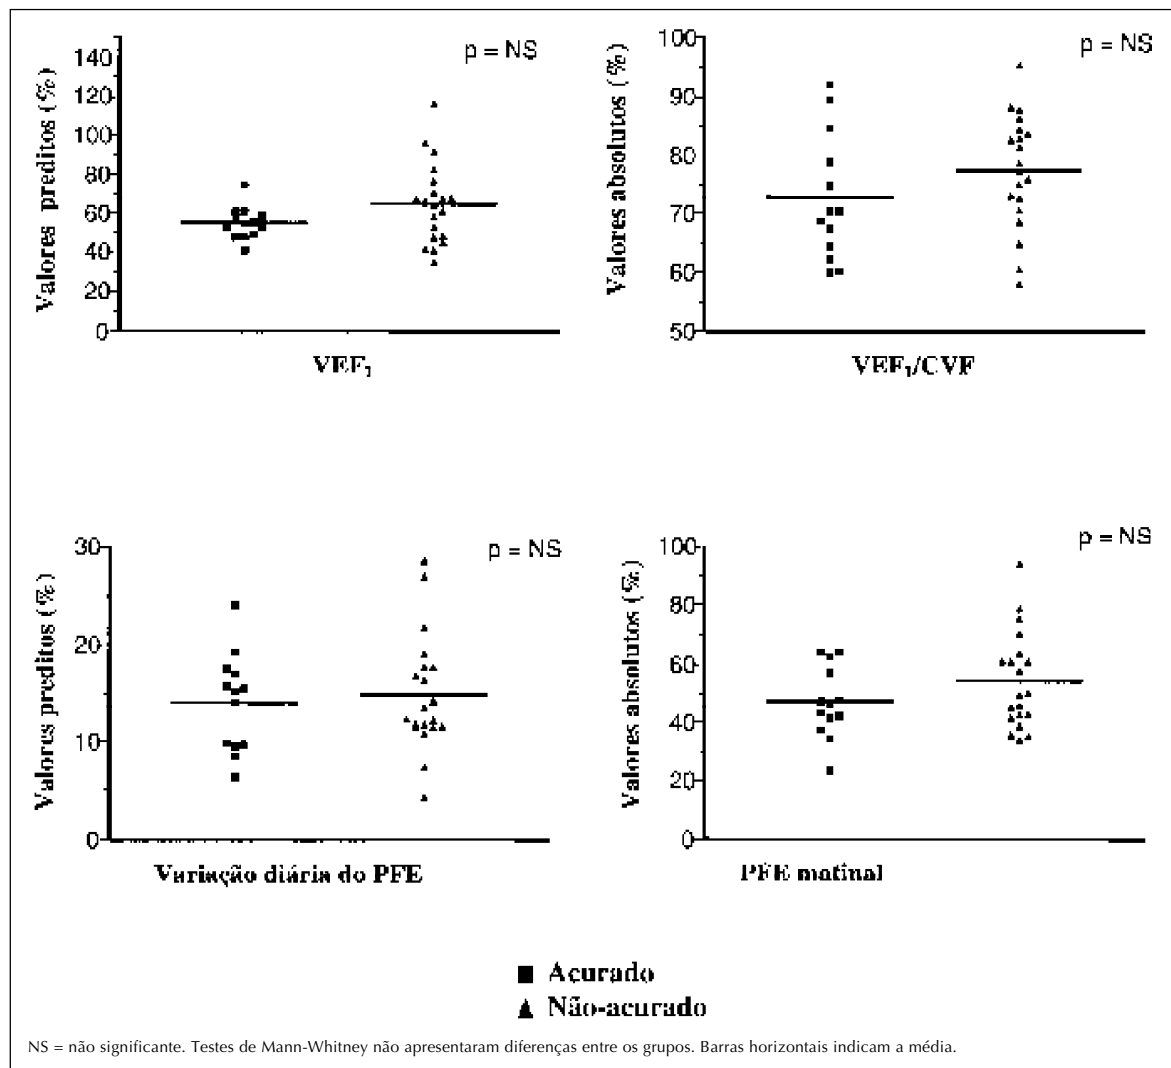 p = NS
Valores preditos (%)
140
120
100
80
60
40
20
0
VEF₁
p = NS
Valores absolutos (%)
100
90
80
70
60
50
VEF₁/CVF
p = NS
Valores preditos (%)
30
20
10
0
Variação diária do PFE
p = NS
Valores absolutos (%)
100
80
60
40
20
0
PFE matinal
■ Acurado
▲ Não-acurado
NS = não significante. Testes de Mann-Whitney não apresentaram diferenças entre os grupos. Barras horizontais indicam a média.